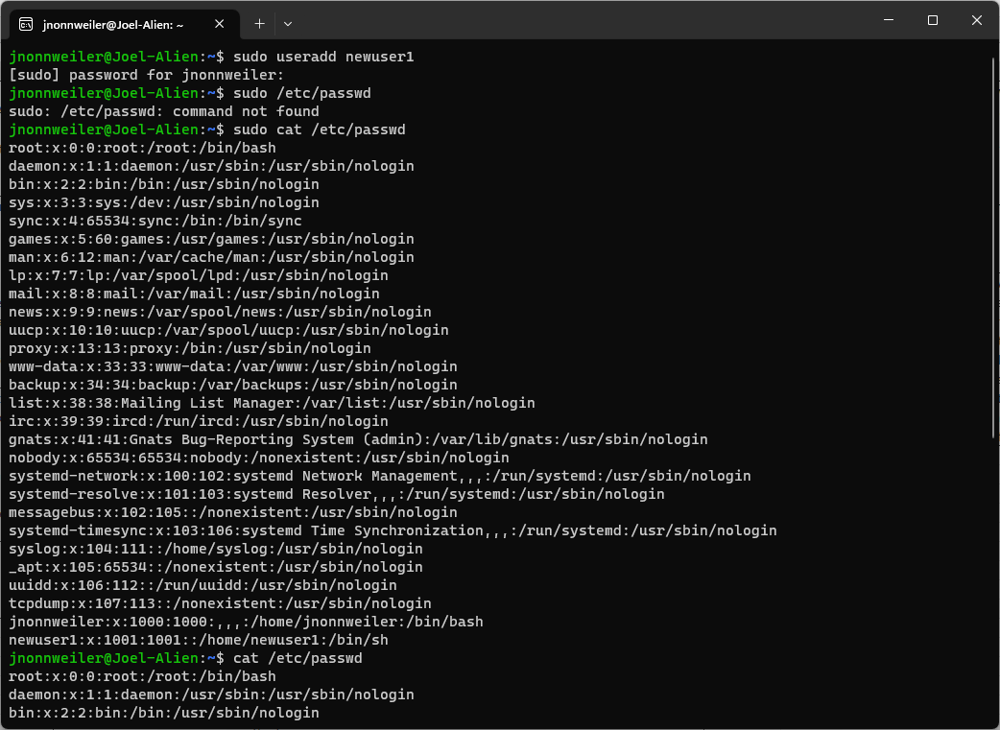 jnonnweiler@Joel-Alien: ~
jnonnweiler@Joel-Alien:~$ sudo useradd newuser1
[sudo] password for jnonnweiler:
jnonnweiler@Joel-Alien:~$ sudo /etc/passwd
sudo: /etc/passwd: command not found
jnonnweiler@Joel-Alien:~$ sudo cat /etc/passwd
root:x:0:0:root:/root:/bin/bash
daemon:x:1:1:daemon:/usr/sbin:/usr/sbin/nologin
bin:x:2:2:bin:/bin:/usr/sbin/nologin
sys:x:3:3:sys:/dev:/usr/sbin/nologin
sync:x:4:65534:sync:/bin:/bin/sync
games:x:5:60:games:/usr/games:/usr/sbin/nologin
man:x:6:12:man:/var/cache/man:/usr/sbin/nologin
lp:x:7:7:lp:/var/spool/lpd:/usr/sbin/nologin
mail:x:8:8:mail:/var/mail:/usr/sbin/nologin
news:x:9:9:news:/var/spool/news:/usr/sbin/nologin
uucp:x:10:10:uucp:/var/spool/uucp:/usr/sbin/nologin
proxy:x:13:13:proxy:/bin:/usr/sbin/nologin
www-data:x:33:33:www-data:/var/www:/usr/sbin/nologin
backup:x:34:34:backup:/var/backups:/usr/sbin/nologin
list:x:38:38:Mailing List Manager:/var/list:/usr/sbin/nologin
irc:x:39:39:ircd:/run/ircd:/usr/sbin/nologin
gnats:x:41:41:Gnats Bug-Reporting System (admin):/var/lib/gnats:/usr/sbin/nologin
nobody:x:65534:65534:nobody:/nonexistent:/usr/sbin/nologin
systemd-network:x:100:102:systemd Network Management,,,:/run/systemd:/usr/sbin/nologin
systemd-resolve:x:101:103:systemd Resolver,,,:/run/systemd:/usr/sbin/nologin
messagebus:x:102:105::/nonexistent:/usr/sbin/nologin
systemd-timesync:x:103:106:systemd Time Synchronization,,,:/run/systemd:/usr/sbin/nologin
syslog:x:104:111::/home/syslog:/usr/sbin/nologin
_apt:x:105:65534::/nonexistent:/usr/sbin/nologin
uuidd:x:106:112::/run/uuidd:/usr/sbin/nologin
tcpdump:x:107:113::/nonexistent:/usr/sbin/nologin
jnonnweiler:x:1000:1000:,,,:/home/jnonnweiler:/bin/bash
newuser1:x:1001:1001::/home/newuser1:/bin/sh
jnonnweiler@Joel-Alien:~$ cat /etc/passwd
root:x:0:0:root:/root:/bin/bash
daemon:x:1:1:daemon:/usr/sbin:/usr/sbin/nologin
bin:x:2:2:bin:/bin:/usr/sbin/nologin